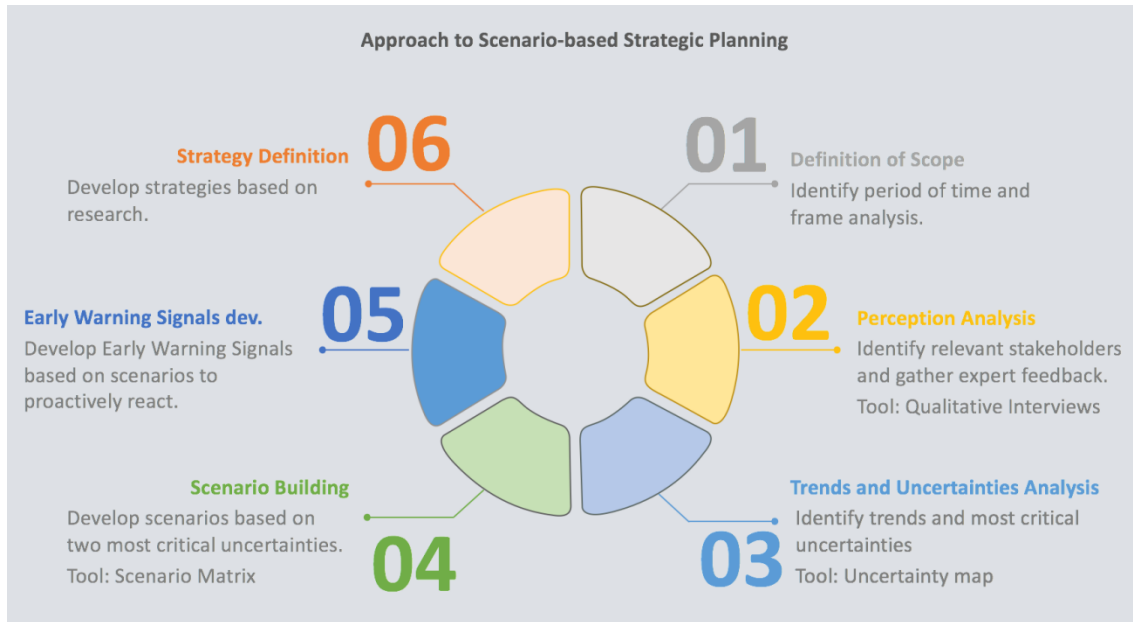 Approach to Scenario-based Strategic Planning
01
Definition of Scope
Identify period of time and
frame analysis.
02
Perception Analysis
Identify relevant stakeholders
and gather expert feedback.
Tool: Qualitative Interviews
03
Trends and Uncertainties Analysis
Identify trends and most critical
uncertainties
Tool: Uncertainty map
04
Scenario Building
Develop scenarios based on
two most critical uncertainties.
Tool: Scenario Matrix
05
Early Warning Signals dev.
Develop Early Warning Signals
based on scenarios to
proactively react.
06
Strategy Definition
Develop strategies based on
research.